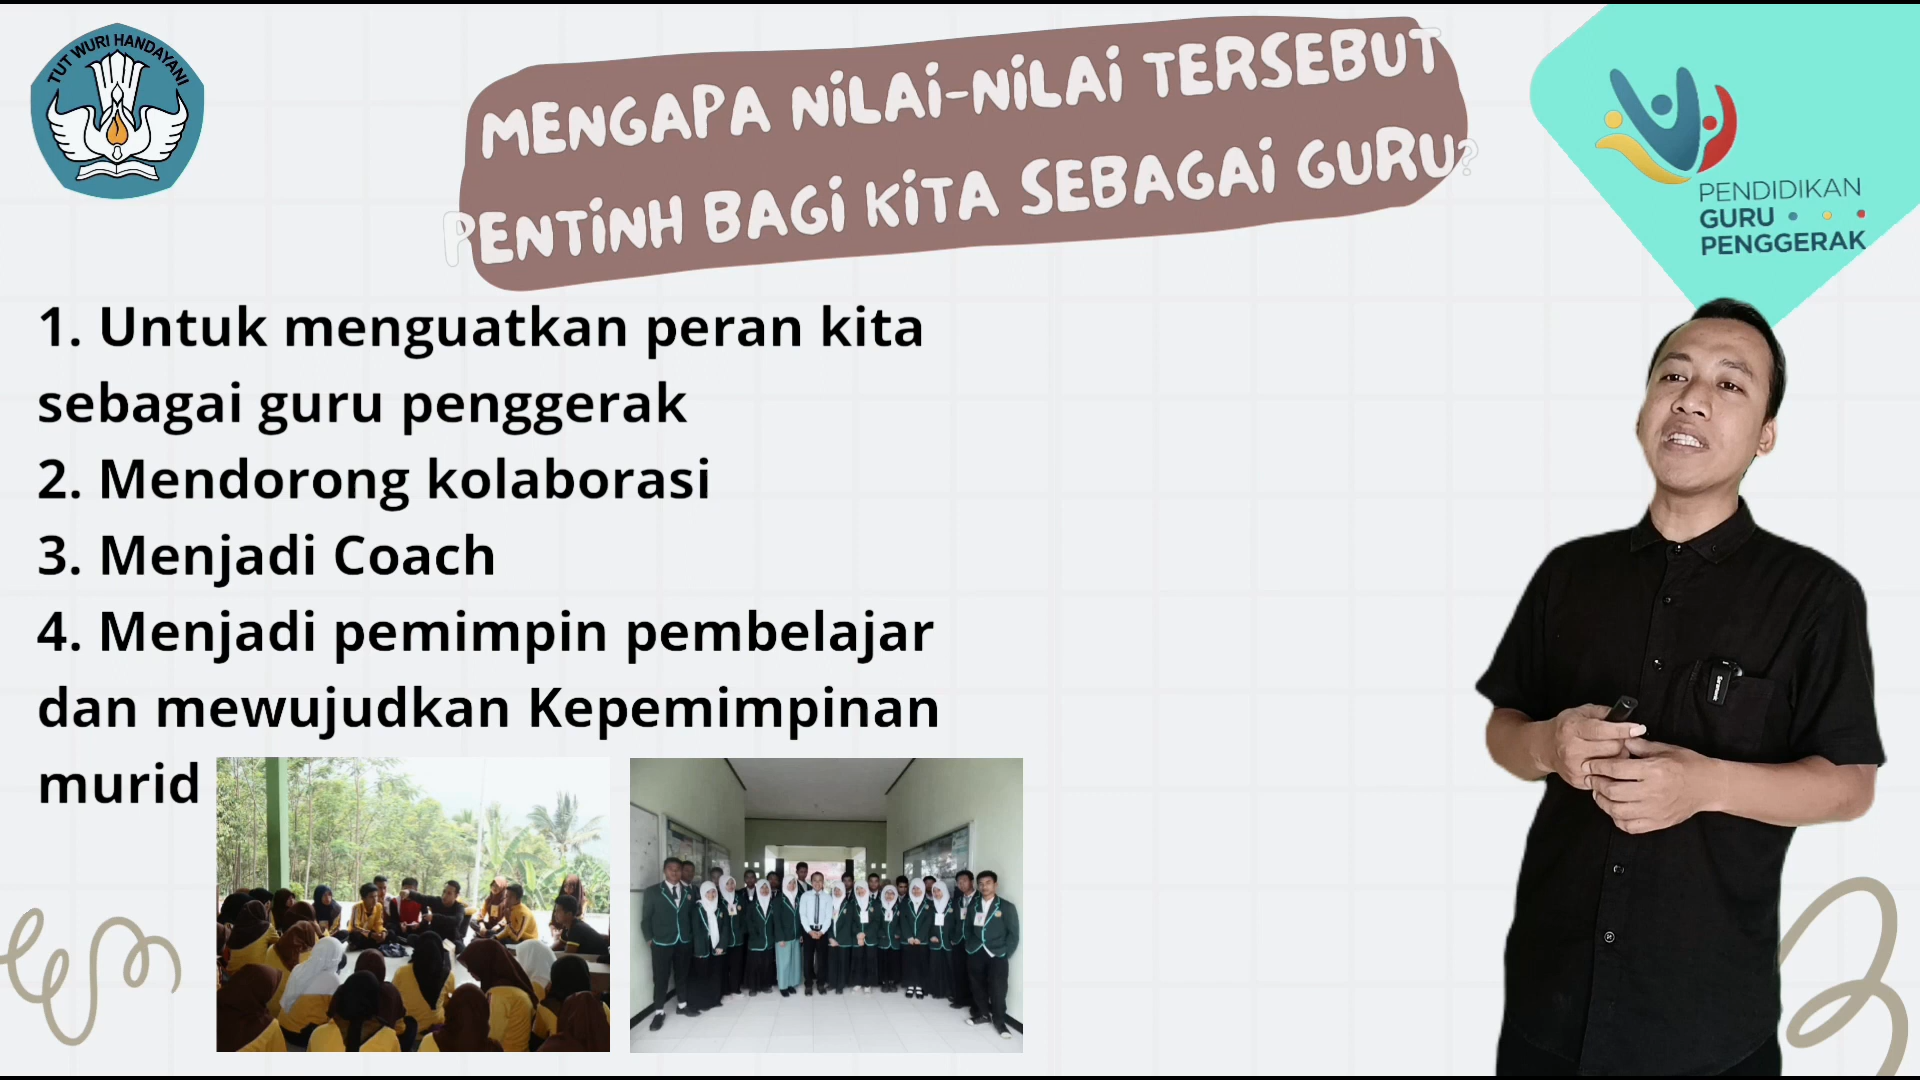 TUT WURI HANDAYANI
MENGAPA NILAI-NILAI TERSEBUT
PENTINH BAGI KITA SEBAGAI GURU?
PENDIDIKAN
GURU
PENGGERAK
1. Untuk menguatkan peran kita
sebagai guru penggerak
2. Mendorong kolaborasi
3. Menjadi Coach
4. Menjadi pemimpin pembelajar
dan mewujudkan Kepemimpinan
murid
Saramonic